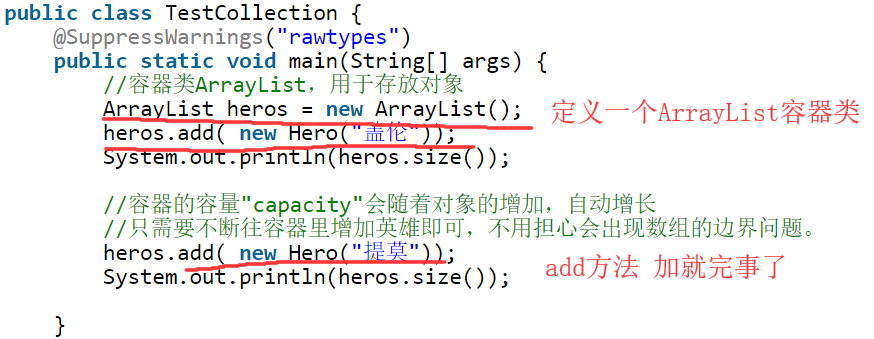 public class TestCollection {
@SuppressWarnings("rawtypes")
public static void main(String[] args) {
//容器类ArrayList，用于存放对象
ArrayList heros = new ArrayList();
定义一个ArrayList容器类
heros.add( new Hero("盖伦"));
System.out.println(heros.size());
//容器的容量"capacity"会随着对象的增加，自动增长
//只需要不断往容器里增加英雄即可，不用担心会出现数组的边界问题。
heros.add( new Hero("提莫"));
add方法 加就完事了
System.out.println(heros.size());
}